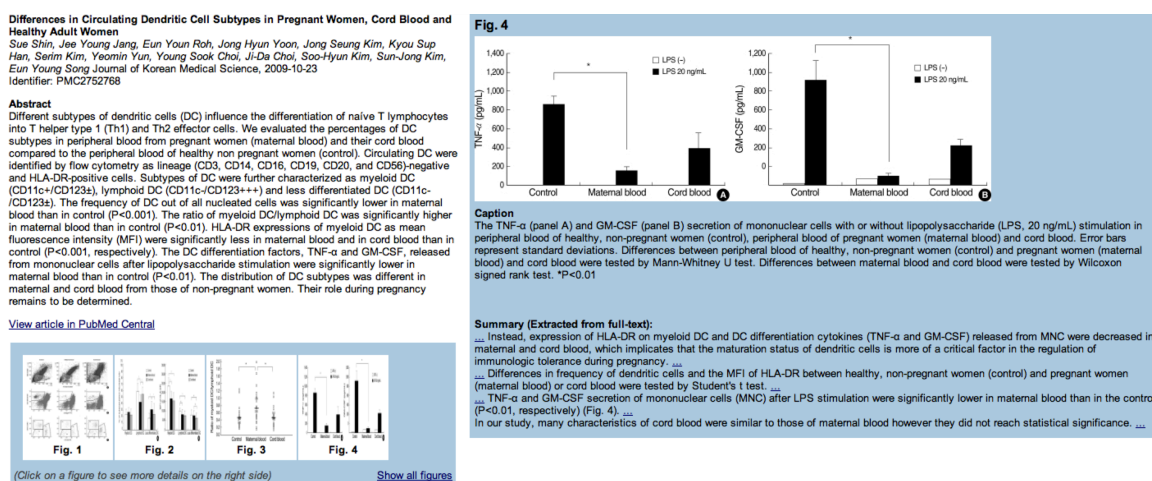 Differences in Circulating Dendritic Cell Subtypes in Pregnant Women, Cord Blood and
Healthy Adult Women
Sue Shin, Jee Young Jang, Eun Youn Roh, Jong Hyun Yoon, Jong Seung Kim, Kyou Sup
Han, Serim Kim, Yeomin Yun, Young Sook Choi, Ji-Da Choi, Soo-Hyun Kim, Sun-Jong Kim,
Eun Young Song Journal of Korean Medical Science, 2009-10-23
Identifier: PMC2752768
Abstract
Different subtypes of dendritic cells (DC) influence the differentiation of naïve T lymphocytes
into T helper type 1 (Th1) and Th2 effector cells. We evaluated the percentages of DC
subtypes in peripheral blood from pregnant women (maternal blood) and their cord blood
compared to the peripheral blood of healthy non pregnant women (control). Circulating DC were
identified by flow cytometry as lineage (CD3, CD14, CD16, CD19, CD20, and CD56)-negative
and HLA-DR-positive cells. Subtypes of DC were further characterized as myeloid DC
(CD11c+/CD123±), lymphoid DC (CD11c-/CD123+++) and less differentiated DC (CD11c-
/CD123±). The frequency of DC out of all nucleated cells was significantly lower in maternal
blood than in control (P<0.001). The ratio of myeloid DC/lymphoid DC was significantly higher
in maternal blood than in control (P<0.01). HLA-DR expressions of myeloid DC as mean
fluorescence intensity (MFI) were significantly less in maternal blood and in cord blood than in
control (P<0.001, respectively). The DC differentiation factors, TNF-α and GM-CSF, released
from mononuclear cells after lipopolysaccharide stimulation were significantly lower in
maternal blood than in control (P<0.01). The distribution of DC subtypes was different in
maternal and cord blood from those of non-pregnant women. Their role during pregnancy
remains to be determined.
View article in PubMed Central
Fig. 1
Fig. 2
Fig. 3
Fig. 4
(Click on a figure to see more details on the right side)
Show all figures
Fig. 4
TNF-α (pg/mL)
1,400
1,200
1,000
800
600
400
200
0
*
LPS (−)
LPS 20 ng/mL
Control
Maternal blood
Cord blood
A
GM-CSF (pg/mL)
1,400
1,200
1,000
800
600
400
200
0
*
LPS (−)
LPS 20 ng/mL
Control
Maternal blood
Cord blood
B
Caption
The TNF-α (panel A) and GM-CSF (panel B) secretion of mononuclear cells with or without lipopolysaccharide (LPS, 20 ng/mL) stimulation in
peripheral blood of healthy, non-pregnant women (control), peripheral blood of pregnant women (maternal blood) and cord blood. Error bars
represent standard deviations. Differences between peripheral blood of healthy, non-pregnant women (control) and pregnant women (maternal
blood) and cord blood were tested by Mann-Whitney U test. Differences between maternal blood and cord blood were tested by Wilcoxon
signed rank test. *P<0.01
Summary (Extracted from full-text):
... Instead, expression of HLA-DR on myeloid DC and DC differentiation cytokines (TNF-α and GM-CSF) released from MNC were decreased in
maternal and cord blood, which implicates that the maturation status of dendritic cells is more of a critical factor in the regulation of
immunologic tolerance during pregnancy. ...
... Differences in frequency of dendritic cells and the MFI of HLA-DR between healthy, non-pregnant women (control) and pregnant women
(maternal blood) or cord blood were tested by Student's t test. ...
... TNF-α and GM-CSF secretion of mononuclear cells (MNC) after LPS stimulation were significantly lower in maternal blood than in the contro
(P<0.01, respectively) (Fig. 4). ...
In our study, many characteristics of cord blood were similar to those of maternal blood however they did not reach statistical significance. ...